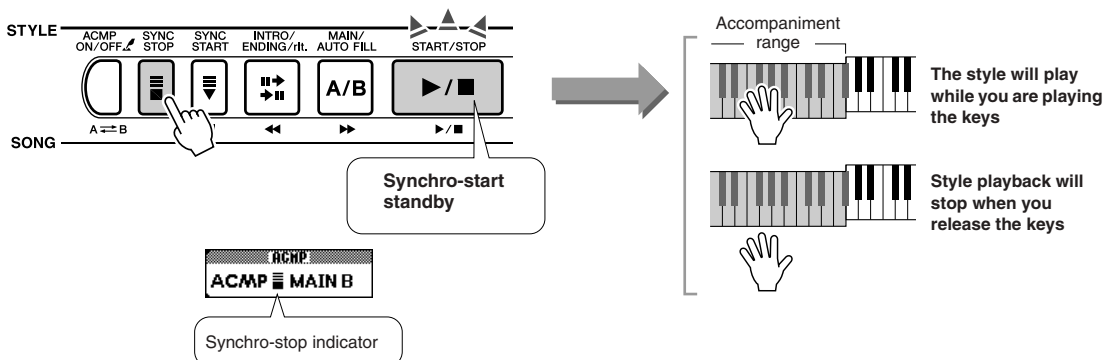 STYLE
ACMP
ON/OFF
SYNC
STOP
SYNC
START
INTRO/
ENDING/rit.
MAIN/
AUTO FILL
START/STOP
A/B
A B
SONG
Synchro-start
standby
ACMP
ACMP MAIN B
Synchro-stop indicator
Accompaniment
range
The style will play
while you are playing
the keys
Style playback will
stop when you
release the keys